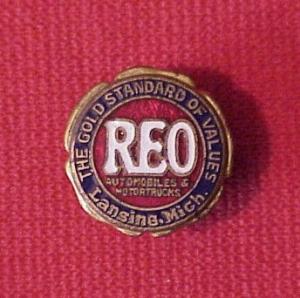 THE GOLD STANDARD OF VALUES
REO
AUTOMOBILES &
MOTORTRUCKS
Lansing, Mich.